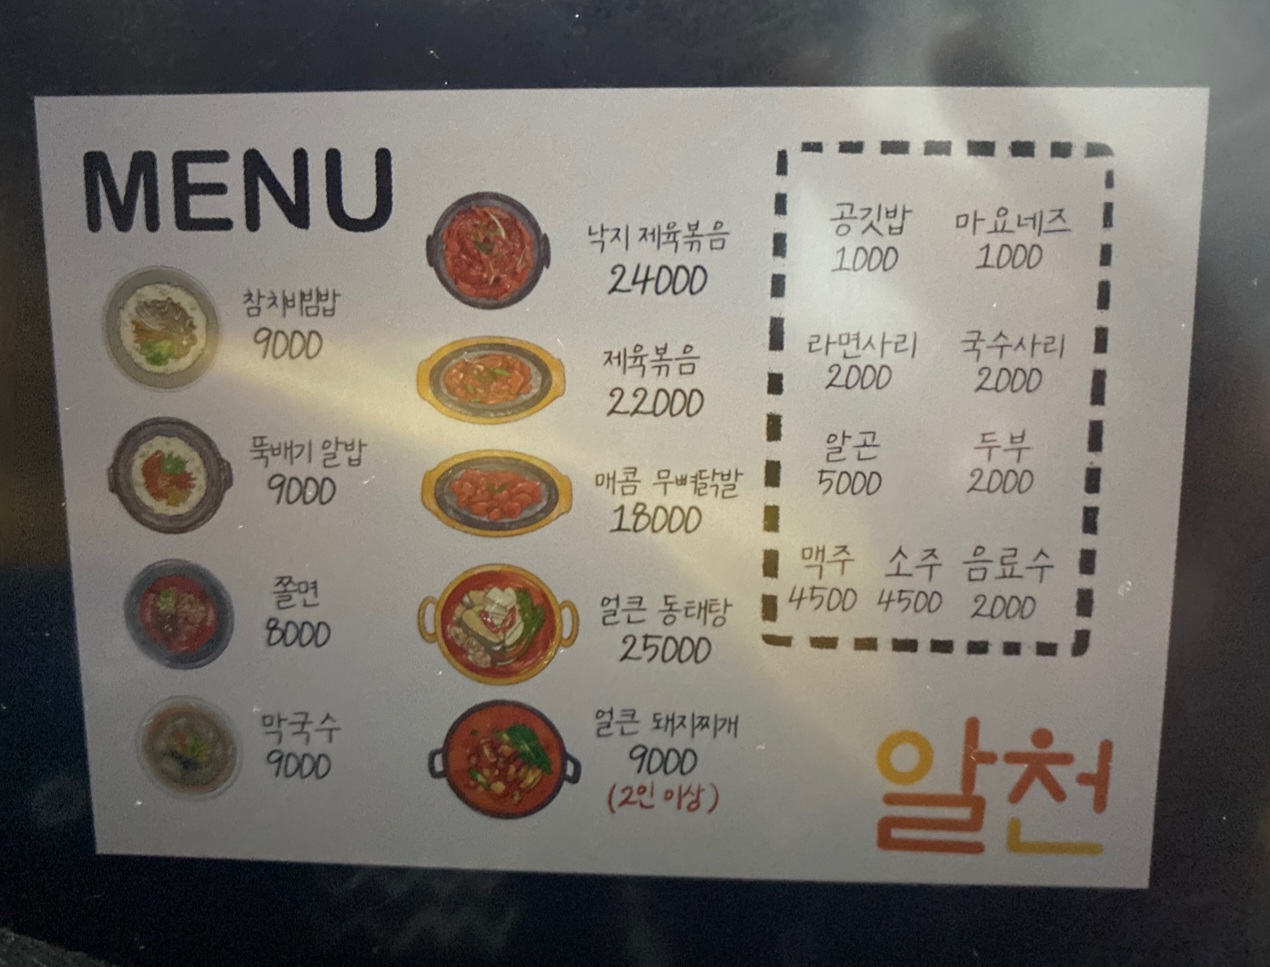 MENU
참치비빔밥
9000
뚝배기 알밥
9000
쫄면
8000
막국수
9000
낙지 제육볶음
24000
제육볶음
22000
매콤 무뼈닭발
18000
얼큰 동태탕
25000
얼큰 돼지찌개
9000
(2인 이상)
공깃밥 마요네즈
1000 1000
라면사리 국수사리
2000 2000
알곤 두부
5000 2000
맥주 소주 음료수
4500 4500 2000
알천